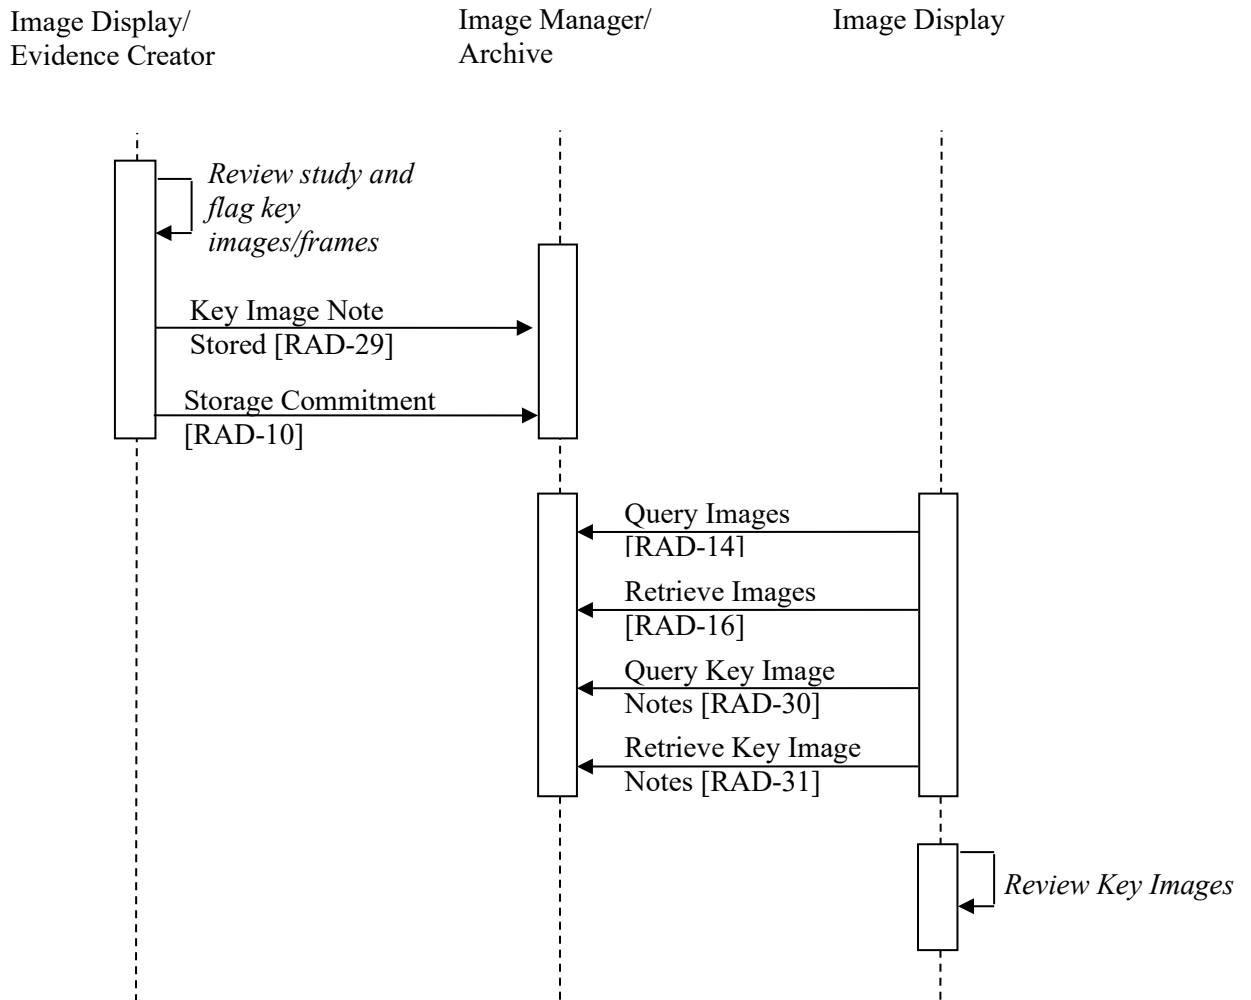 Image Display/
Evidence Creator
Image Manager/
Archive
Image Display
Review study and
flag key
images/frames
Key Image Note
Stored [RAD-29]
Storage Commitment
[RAD-10]
Query Images
[RAD-14]
Retrieve Images
[RAD-16]
Query Key Image
Notes [RAD-30]
Retrieve Key Image
Notes [RAD-31]
Review Key Images